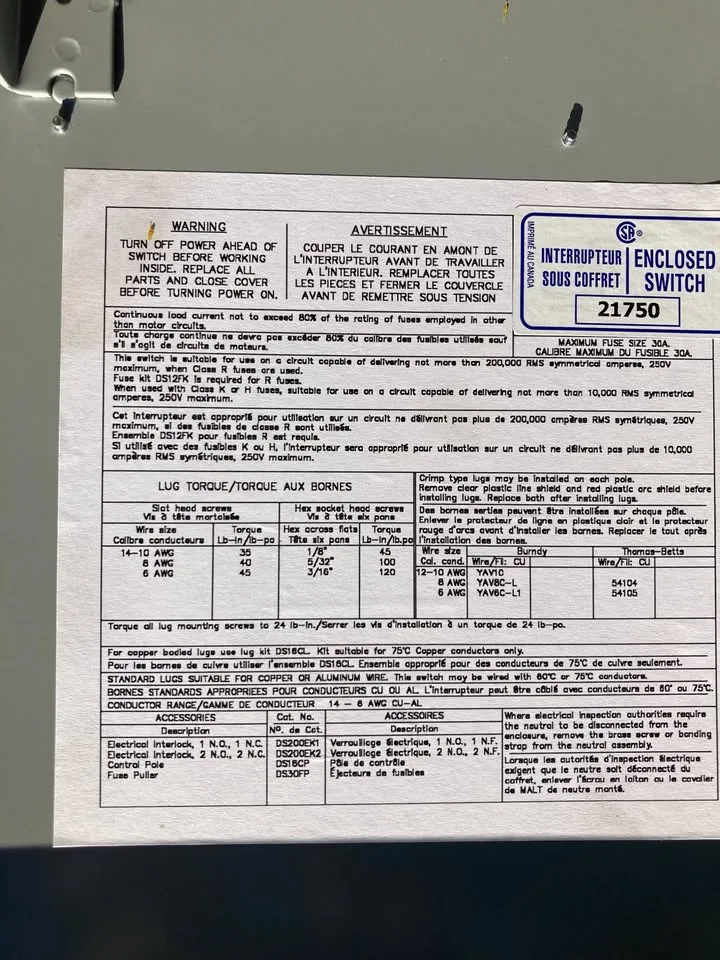 WARNING
TURN OFF POWER AHEAD OF
SWITCH BEFORE WORKING
INSIDE. REPLACE ALL
PARTS AND CLOSE COVER
BEFORE TURNING POWER ON.
AVERTISSEMENT
COUPER LE COURANT EN AMONT DE
L'INTERRUPTEUR AVANT DE TRAVAILLER
A L'INTERIEUR. REMPLACER TOUTES
LES PIECES ET FERMER LE COUVERCLE
AVANT DE REMETTRE SOUS TENSION
IMPRIMÉ AU CANADA
SA ®
INTERRUPTEUR
SOUS COFFRET
ENCLOSED
SWITCH
21750
Continuous load current not to exceed 80% of the rating of fuses employed in other
than motor circuits.
Toute charge continue ne devra pas excéder 80% du calibre des fusibles utilisés sauf
s'il s'agit de circuits de moteurs.
MAXIMUM FUSE SIZE 30A.
CALIBRE MAXIMUM DU FUSIBLE 30A.
This switch is suitable for use on a circuit capable of delivering not more than 200,000 RMS symmetrical amperes, 250V
maximum, when Class R fuses are used.
Fuse kit DS12FK is required for R fuses.
When used with Class K or H fuses, suitable for use on a circuit capable of delivering not more than 10,000 RMS symmetrical
amperes, 250V maximum.
Cet interrupteur est approprié pour utilisation sur un circuit ne délivrant pas plus de 200,000 ampères RMS symétriques, 250V
maximum, si des fusibles de classe R sont utilisés.
Ensemble DS12FK pour fusibles R est requis.
Si utilisé avec des fusibles K ou H, l'interrupteur sera approprié pour utilisation sur un circuit ne délivrant pas plus de 10,000
ampères RMS symétriques, 250V maximum.
LUG TORQUE/TORQUE AUX BORNES
Slot head screws
Vis à tête mortaisée
Hex socket head screws
Vis à tête six pans
Wire size
Calibre conducteurs
Torque
Lb-in/lb-po
Hex across flats
Tête six pans
Torque
Lb-in/lb.po
14-10 AWG 35 1/8" 45
8 AWG 40 5/32" 100
6 AWG 45 3/16" 120
Crimp type lugs may be installed on each pole.
Remove clear plastic line shield and red plastic arc shield before
installing lugs. Replace both after installing lugs.
Des bornes serties peuvent être installées sur chaque pôle.
Enlever le protecteur de ligne en plastique clair et le protecteur
rouge d'arcs avant d'installer les bornes. Replacer le tout après
l'installation des bornes.
Wire size Burndy Thomas-Betts
Cal. cond. Wire/Fil: CU Wire/Fil: CU
12-10 AWG YAV10
8 AWG YAV8C-L 54104
6 AWG YAV6C-L1 54105
Torque all lug mounting screws to 24 lb-in./Serrer les vis d'installation à un torque de 24 lb-po.
For copper bodied lugs use lug kit DS16CL. Kit suitable for 75°C Copper conductors only.
Pour les bornes de cuivre utiliser l'ensemble DS16CL. Ensemble approprié pour des conducteurs de 75°C de cuivre seulement.
STANDARD LUGS SUITABLE FOR COPPER OR ALUMINUM WIRE. This switch may be wired with 60°C or 75°C conductors.
BORNES STANDARDS APPROPRIEES POUR CONDUCTEURS CU OU AL. L'interrupteur peut être câblé avec conducteurs de 60° ou 75°C.
CONDUCTOR RANGE/GAMME DE CONDUCTEUR 14 - 6 AWG CU-AL
ACCESSORIES
Description
Cat. No.
Nº. de Cat.
ACCESSOIRES
Description
Electrical Interlock, 1 N.O., 1 N.C. DS200EK1 Verrouillage électrique, 1 N.O., 1 N.F.
Electrical Interlock, 2 N.O., 2 N.C. DS200EK2 Verrouillage électrique, 2 N.O., 2 N.F.
Control Pole DS16CP Pôle de contrôle
Fuse Puller DS30FP Éjecteurs de fusibles
Where electrical inspection authorities require
the neutral to be disconnected from the
enclosure, remove the brass screw or bonding
strap from the neutral assembly.
Lorsque les autorités d'inspection électrique
exigent que le neutre soit déconnecté du
coffret, enlever l'écrou en laiton ou le cavalier
de MALT de neutre monté.